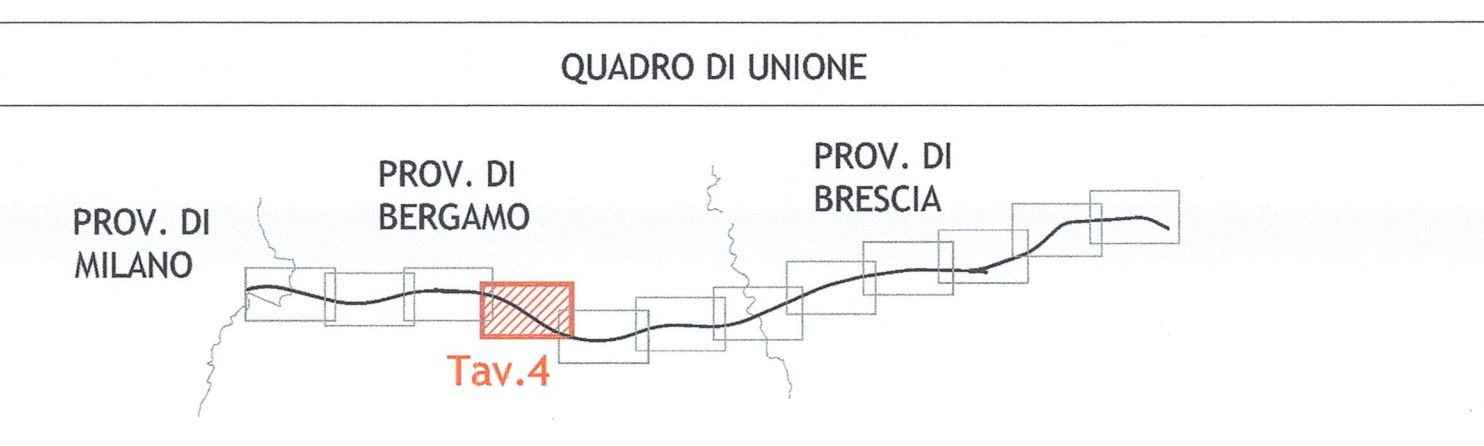 QUADRO DI UNIONE
PROV. DI
MILANO
PROV. DI
BERGAMO
PROV. DI
BRESCIA
Tav.4